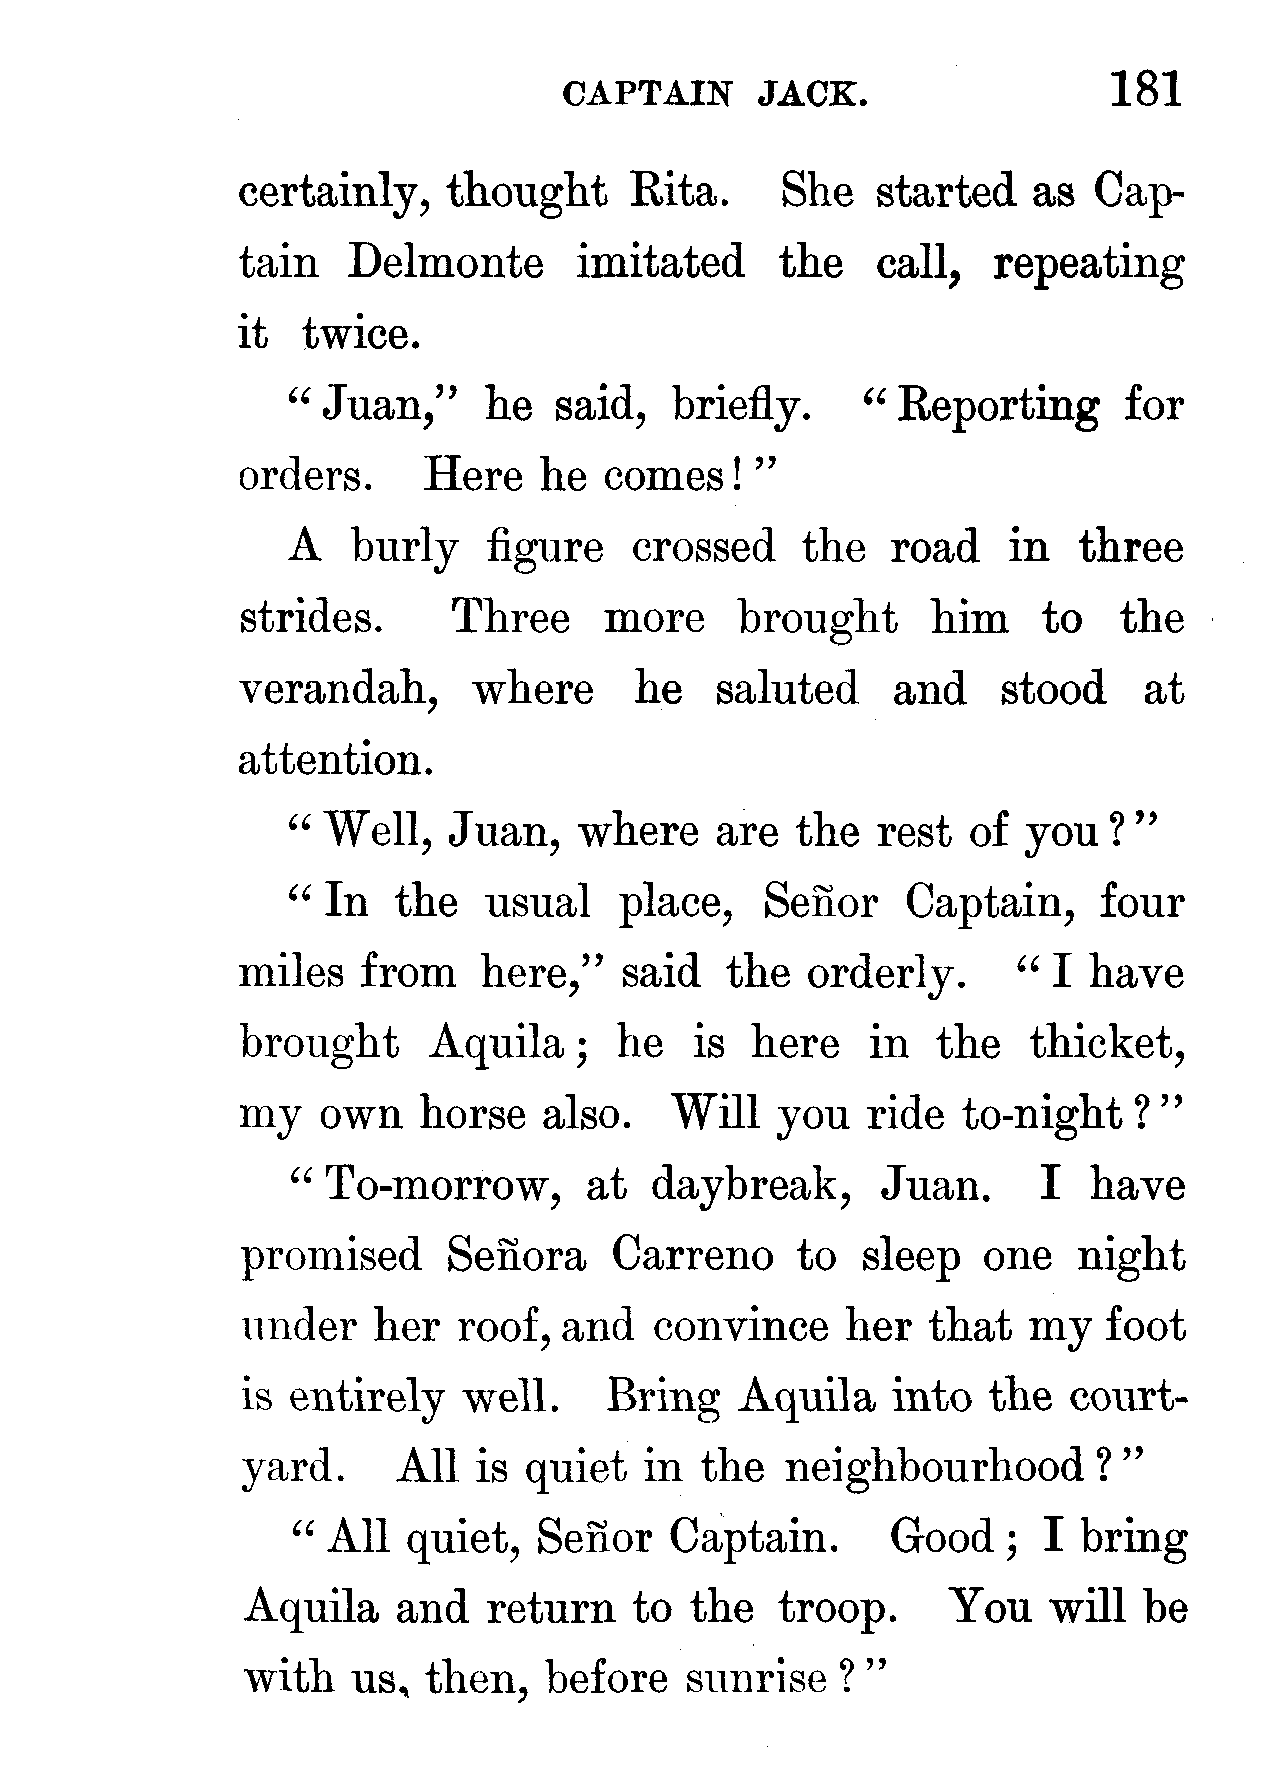 CAPTAIN JACK. 181
certainly, thought Rita. She started as Cap-
tain Delmonte imitated the call, repeating
it twice.
"Juan," he said, briefly. "Reporting for
orders. Here he comes!"
A burly figure crossed the road in three
strides. Three more brought him to the
verandah, where he saluted and stood at
attention.
"Well, Juan, where are the rest of you?"
"In the usual place, Señor Captain, four
miles from here," said the orderly. "I have
brought Aquila; he is here in the thicket,
my own horse also. Will you ride to-night?"
"To-morrow, at daybreak, Juan. I have
promised Señora Carreno to sleep one night
under her roof, and convince her that my foot
is entirely well. Bring Aquila into the court-
yard. All is quiet in the neighbourhood?"
"All quiet, Señor Captain. Good; I bring
Aquila and return to the troop. You will be
with us, then, before sunrise?"